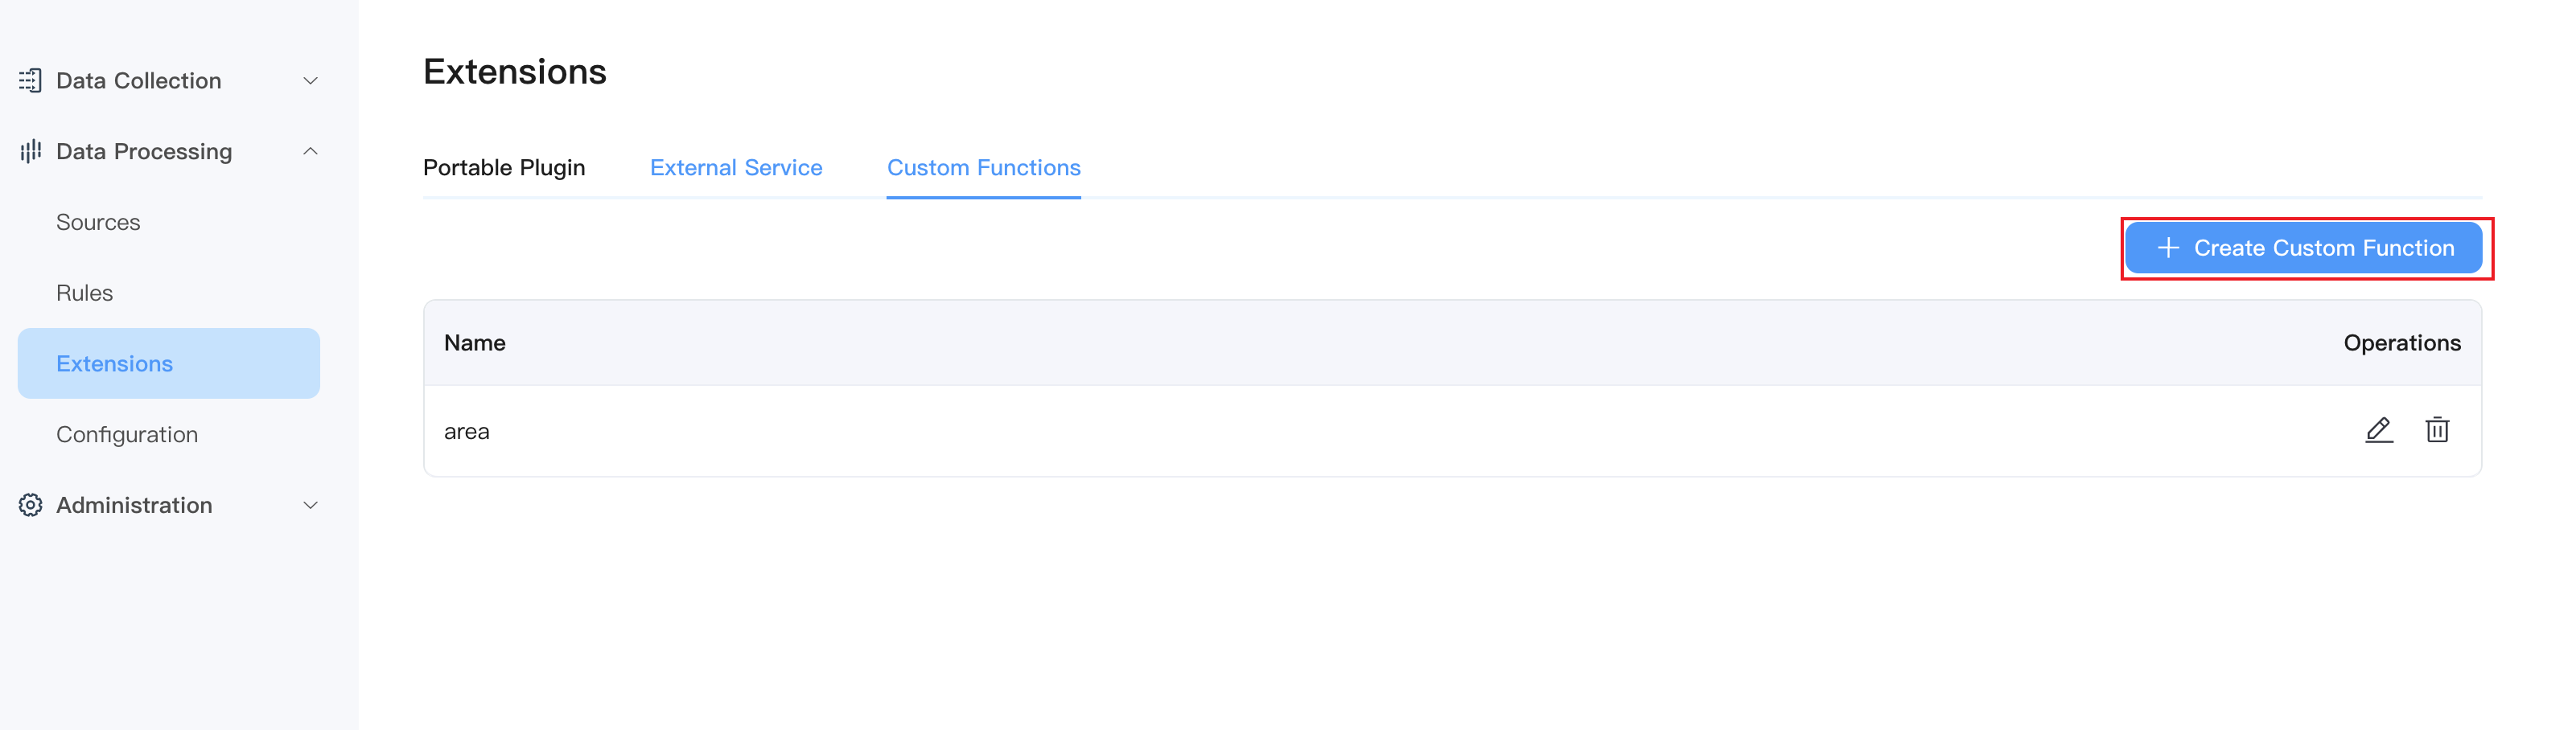 Data Collection
Data Processing
Sources
Rules
Extensions
Configuration
Administration
Extensions
Portable Plugin External Service Custom Functions
Create Custom Function
Name Operations
area